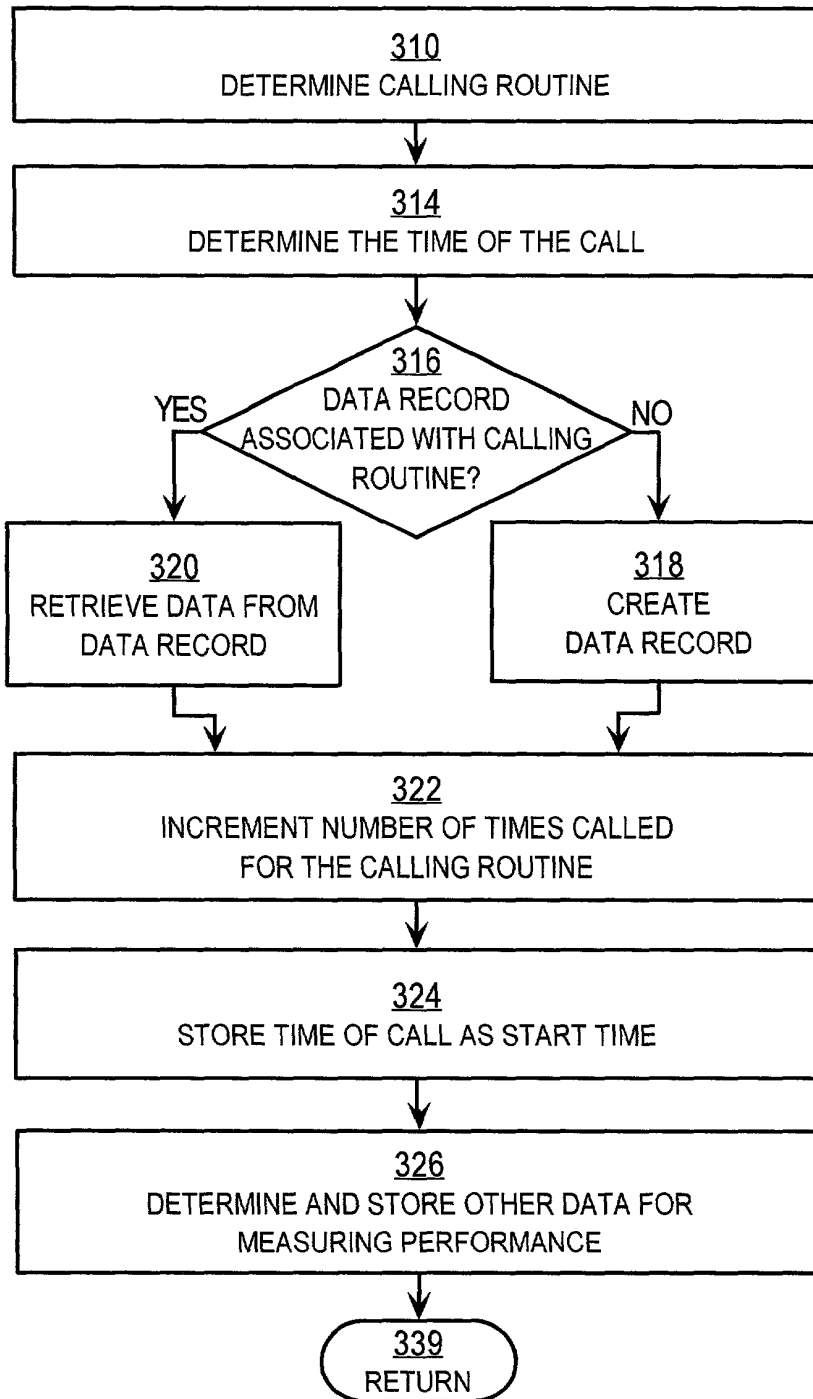 310
DETERMINE CALLING ROUTINE
314
DETERMINE THE TIME OF THE CALL
316
DATA RECORD
ASSOCIATED WITH CALLING
ROUTINE?
YES
NO
320
RETRIEVE DATA FROM
DATA RECORD
318
CREATE
DATA RECORD
322
INCREMENT NUMBER OF TIMES CALLED
FOR THE CALLING ROUTINE
324
STORE TIME OF CALL AS START TIME
326
DETERMINE AND STORE OTHER DATA FOR
MEASURING PERFORMANCE
339
RETURN